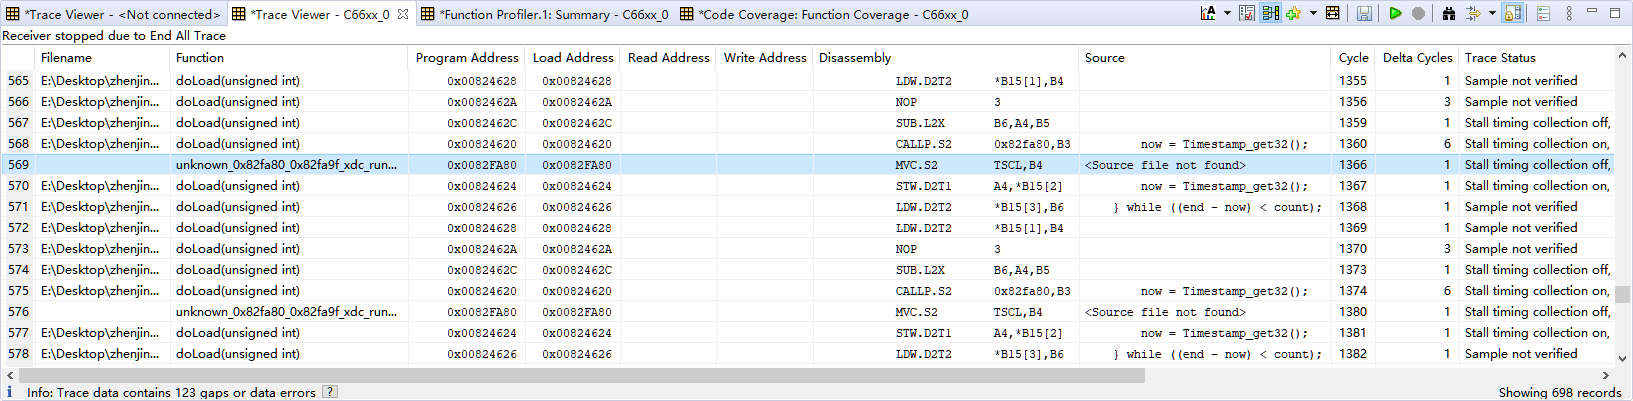 *Trace Viewer - <Not connected> *Trace Viewer - C66xx_0 *Function Profiler.1: Summary - C66xx_0 *Code Coverage: Function Coverage - C66xx_0
Receiver stopped due to End All Trace
Filename Function Program Address Load Address Read Address Write Address Disassembly Source Cycle Delta Cycles Trace Status
565 E:\Desktop\zhenjin... doLoad(unsigned int) 0x00824628 0x00824628 LDW.D2T2 *B15[1],B4 1355 1 Sample not verified
566 E:\Desktop\zhenjin... doLoad(unsigned int) 0x0082462A 0x0082462A NOP 3 1356 3 Sample not verified
567 E:\Desktop\zhenjin... doLoad(unsigned int) 0x0082462C 0x0082462C SUB.L2X B6,A4,B5 1359 1 Stall timing collection off,
568 E:\Desktop\zhenjin... doLoad(unsigned int) 0x00824620 0x00824620 CALLP.S2 0x82fa80,B3 now = Timestamp_get32(); 1360 6 Stall timing collection on,
569 unknown_0x82fa80_0x82fa9f_xdc_run... 0x0082FA80 0x0082FA80 MVC.S2 TSCL,B4 <Source file not found> 1366 1 Stall timing collection off,
570 E:\Desktop\zhenjin... doLoad(unsigned int) 0x00824624 0x00824624 STW.D2T1 A4,*B15[2] now = Timestamp_get32(); 1367 1 Stall timing collection on,
571 E:\Desktop\zhenjin... doLoad(unsigned int) 0x00824626 0x00824626 LDW.D2T2 *B15[3],B6 } while ((end - now) < count); 1368 1 Sample not verified
572 E:\Desktop\zhenjin... doLoad(unsigned int) 0x00824628 0x00824628 LDW.D2T2 *B15[1],B4 1369 1 Sample not verified
573 E:\Desktop\zhenjin... doLoad(unsigned int) 0x0082462A 0x0082462A NOP 3 1370 3 Sample not verified
574 E:\Desktop\zhenjin... doLoad(unsigned int) 0x0082462C 0x0082462C SUB.L2X B6,A4,B5 1373 1 Stall timing collection off,
575 E:\Desktop\zhenjin... doLoad(unsigned int) 0x00824620 0x00824620 CALLP.S2 0x82fa80,B3 now = Timestamp_get32(); 1374 6 Stall timing collection on,
576 unknown_0x82fa80_0x82fa9f_xdc_run... 0x0082FA80 0x0082FA80 MVC.S2 TSCL,B4 <Source file not found> 1380 1 Stall timing collection off,
577 E:\Desktop\zhenjin... doLoad(unsigned int) 0x00824624 0x00824624 STW.D2T1 A4,*B15[2] now = Timestamp_get32(); 1381 1 Stall timing collection on,
578 E:\Desktop\zhenjin... doLoad(unsigned int) 0x00824626 0x00824626 LDW.D2T2 *B15[3],B6 } while ((end - now) < count); 1382 1 Sample not verified
i Info: Trace data contains 123 gaps or data errors ? Showing 698 records